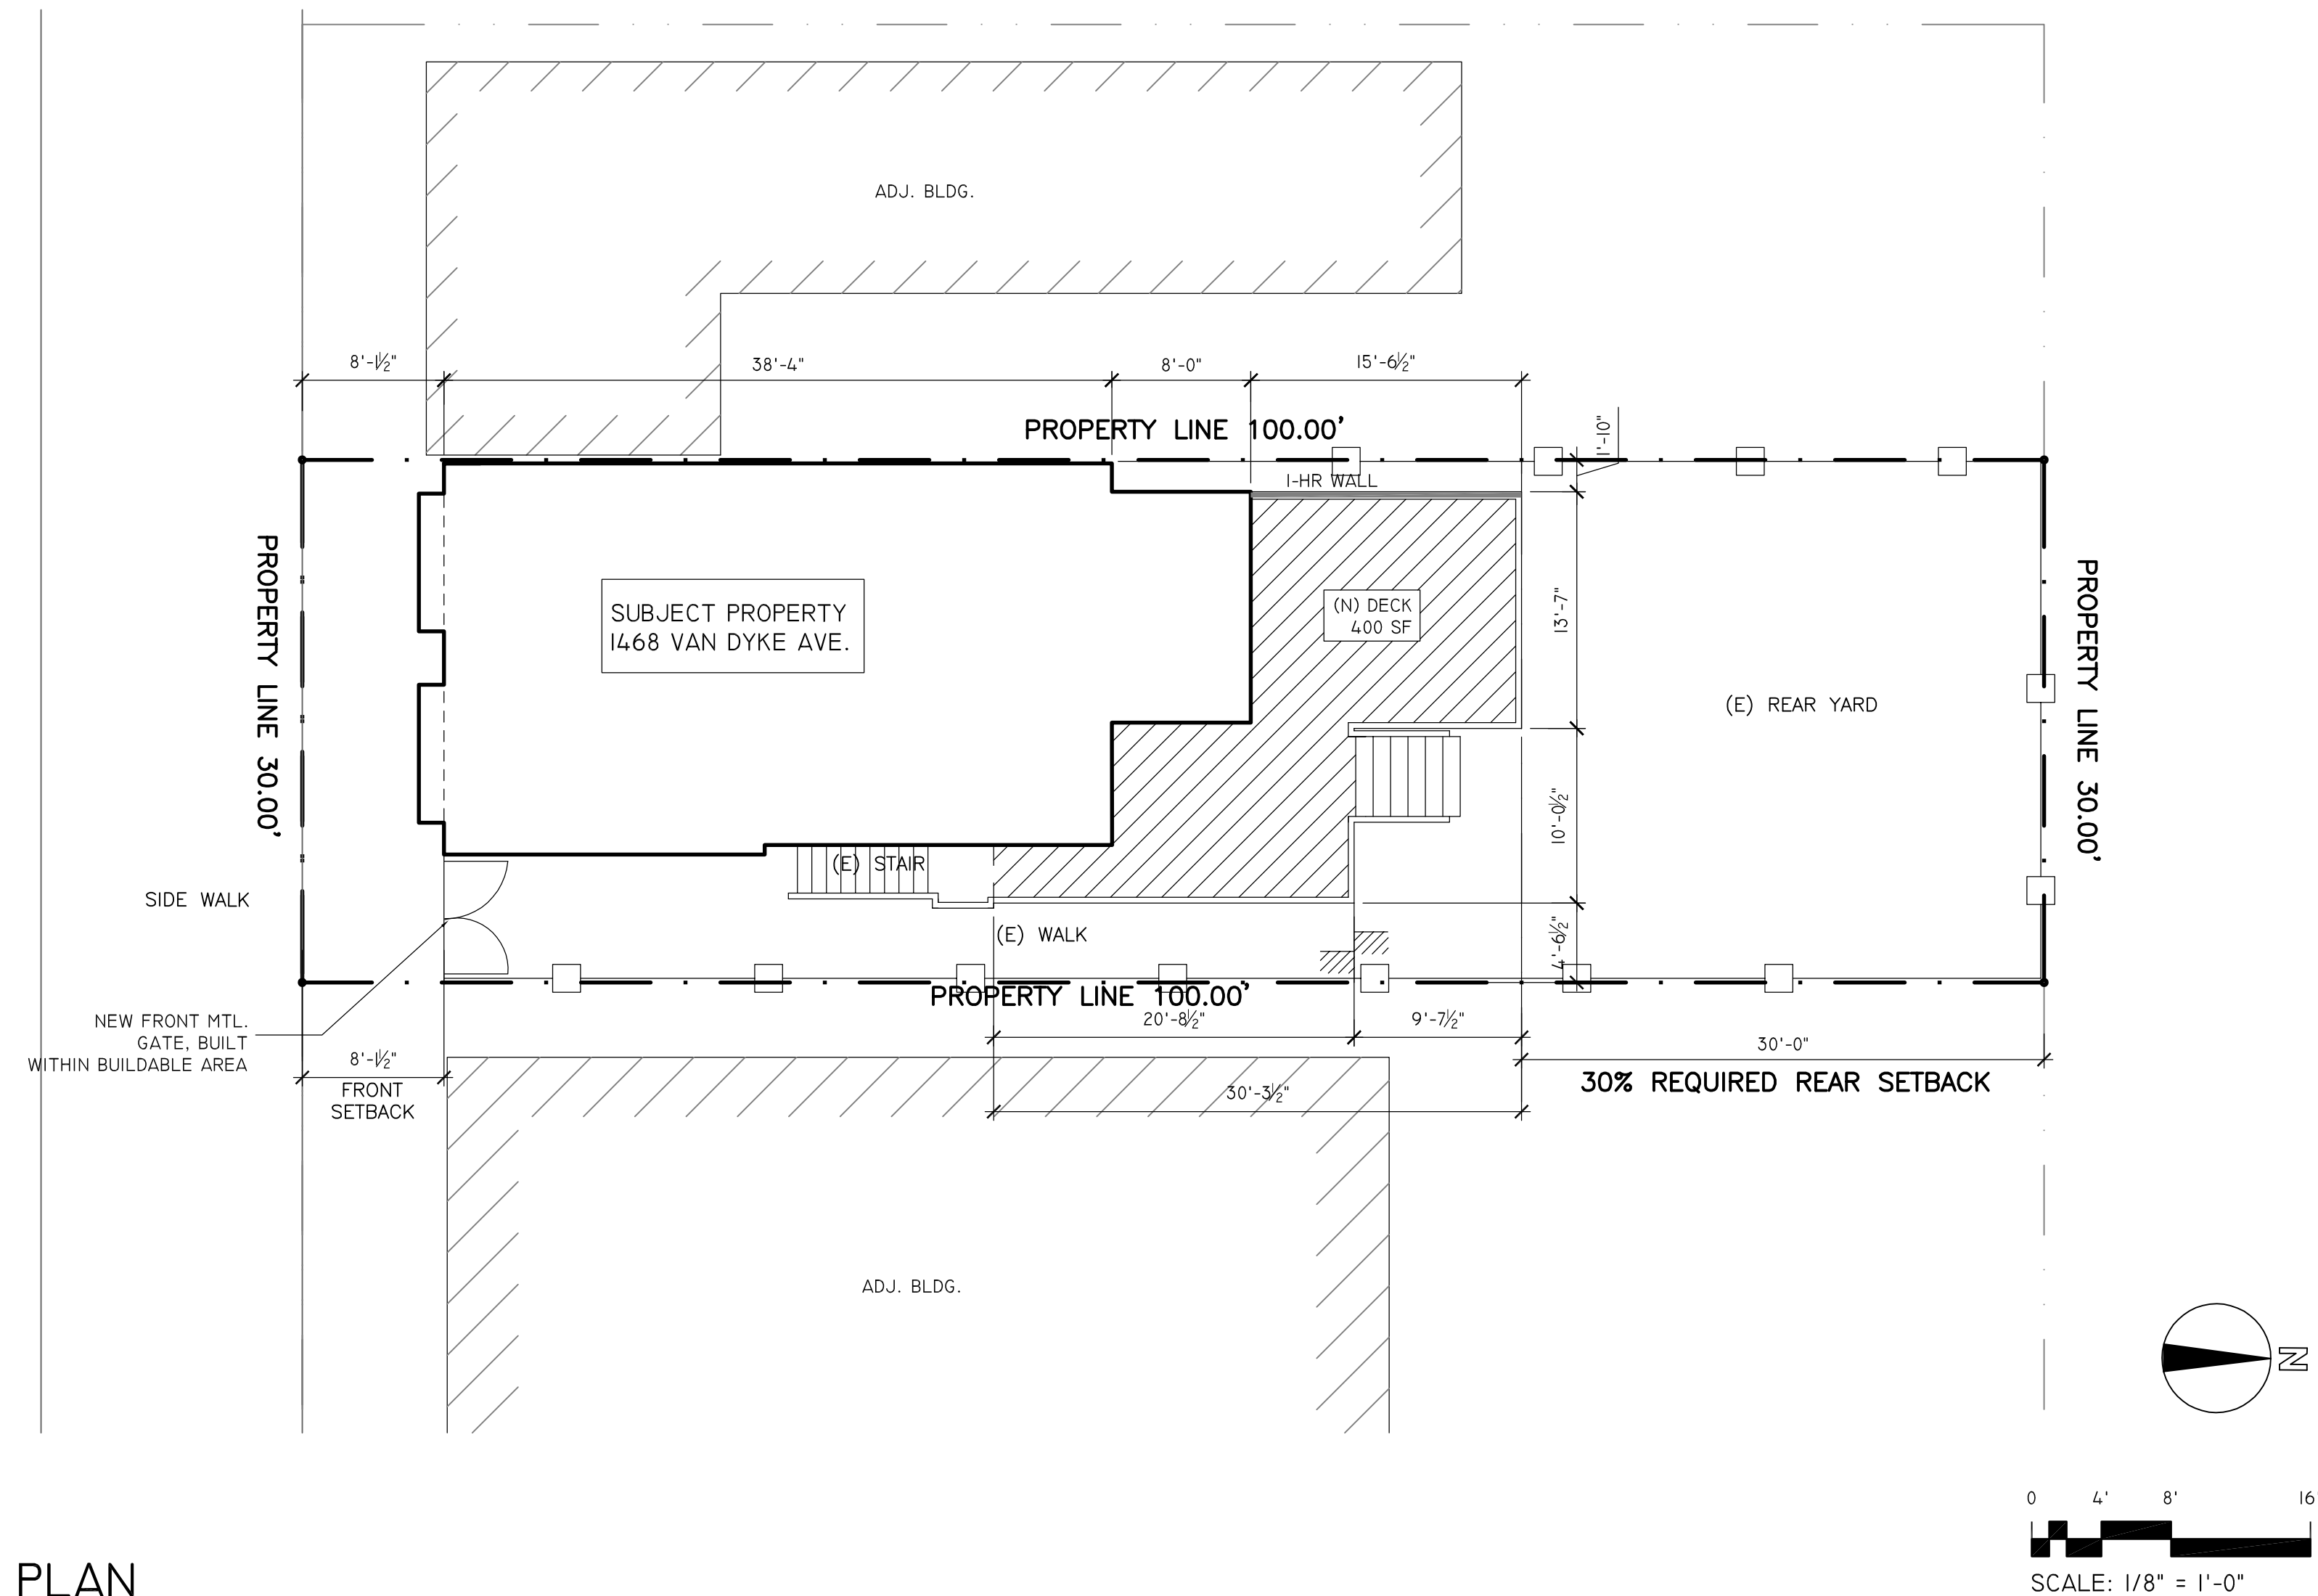 ADJ. BLDG.
8'-1½"
38'-4"
8'-0"
15'-6½"
PROPERTY LINE 100.00'
1'-10"
1-HR WALL
PROPERTY LINE 30.00'
SUBJECT PROPERTY
1468 VAN DYKE AVE.
(N) DECK
400 SF
13'-7"
(E) REAR YARD
PROPERTY LINE 30.00'
10'-0½"
(E) STAIR
SIDE WALK
(E) WALK
4'-6½"
PROPERTY LINE 100.00'
NEW FRONT MTL.
GATE, BUILT
WITHIN BUILDABLE AREA
20'-8½"
9'-7½"
30'-0"
8'-1½"
FRONT
SETBACK
30'-3½"
30% REQUIRED REAR SETBACK
ADJ. BLDG.
N
0 4' 8' 16
SCALE: 1/8" = 1'-0"
PLAN